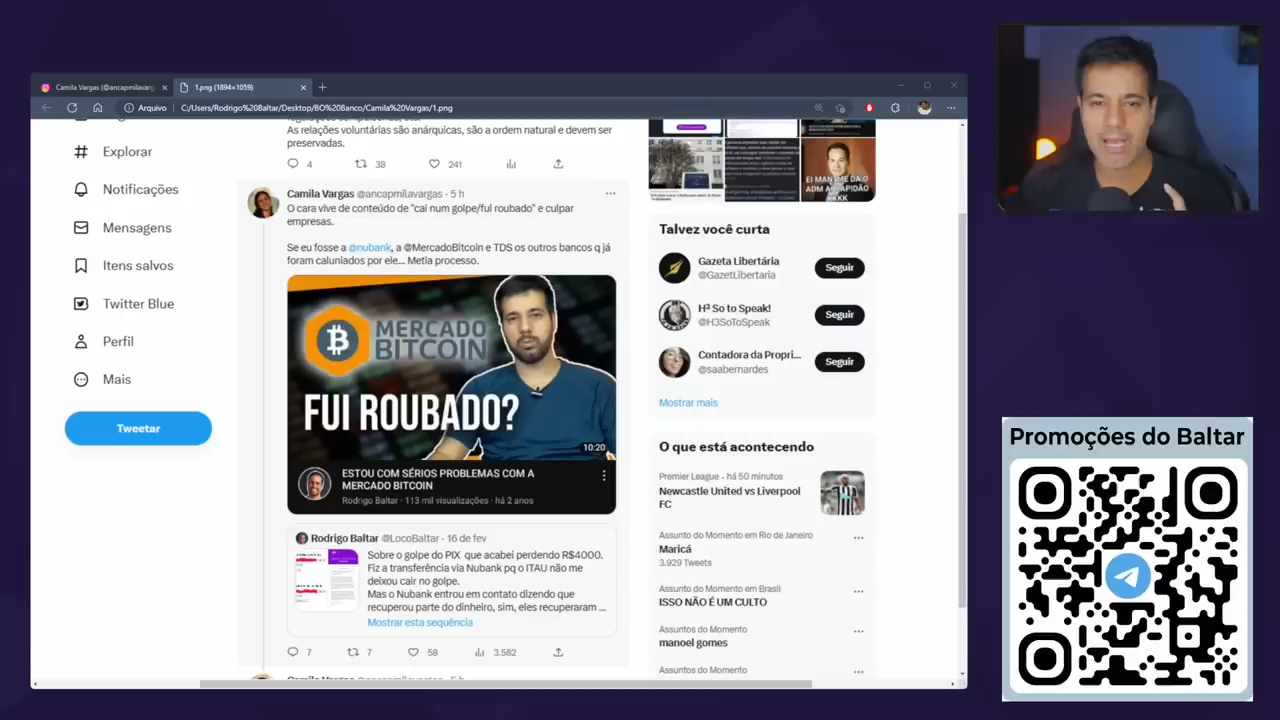 Camila Vargas (@ancapmilavarg
1.png (1894×1059)
Arquivo
C:/Users/Rodrigo%20Baltar/Desktop/BO%20Banco/Camila%20Vargas/1.png
As relações voluntárias são anárquicas, são a ordem natural e devem ser
preservadas.
4 38 241
Explorar
Notificações
Mensagens
Itens salvos
Twitter Blue
Perfil
Mais
Tweetar
Camila Vargas @ancapmilavargas · 5 h
O cara vive de conteúdo de "cai num golpe/fui roubado" e culpar
empresas.
Se eu fosse a @nubank, a @MercadoBitcoin e TDS os outros bancos q já
foram caluniados por ele... Metia processo.
MERCADO
BITCOIN
FUI ROUBADO?
10:20
ESTOU COM SÉRIOS PROBLEMAS COM A
MERCADO BITCOIN
Rodrigo Baltar · 113 mil visualizações · há 2 anos
Rodrigo Baltar @LocoBaltar · 16 de fev
Sobre o golpe do PIX que acabei perdendo R$4000.
Fiz a transferência via Nubank pq o ITAU não me
deixou cair no golpe.
Mas o Nubank entrou em contato dizendo que
recuperou parte do dinheiro, sim, eles recuperaram ...
Mostrar esta sequência
7 7 58 3.582
Camila Vargas @ancapmilavargas · 5 h
EI MAN ME DA O
ADM AÇAPIDÃO
KKKK
Talvez você curta
Gazeta Libertária
@GazetLibertaria
Seguir
H³ So to Speak!
@H3SoToSpeak
Seguir
Contadora da Propri...
@saabernardes
Seguir
Mostrar mais
O que está acontecendo
Premier League · há 50 minutos
Newcastle United vs Liverpool
FC
Assunto do Momento em Rio de Janeiro
Maricá
3.929 Tweets
Assunto do Momento em Brasil
ISSO NÃO É UM CULTO
Assuntos do Momento
manoel gomes
Assuntos do Momento
Promoções do Baltar